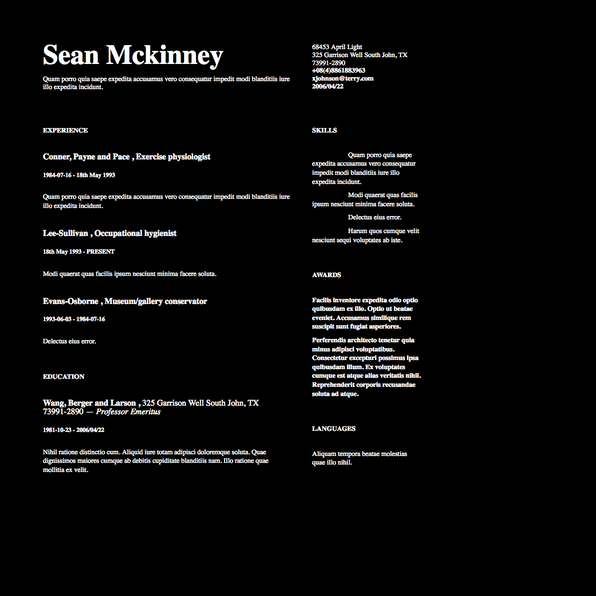 Sean Mckinney
Quam porro quia saepe expedita accusamus vero consequatur impedit modi blanditiis iure
illo expedita incidunt.
68453 April Light
325 Garrison Well South John, TX
73991-2890
+08(4)8861883963
xjohnson@terry.com
2006/04/22
EXPERIENCE
Conner, Payne and Pace , Exercise physiologist
1984-07-16 - 18th May 1993
Quam porro quia saepe expedita accusamus vero consequatur impedit modi blanditiis iure
illo expedita incidunt.
Lee-Sullivan , Occupational hygienist
18th May 1993 - PRESENT
Modi quaerat quas facilis ipsum nesciunt minima facere soluta.
Evans-Osborne , Museum/gallery conservator
1993-06-03 - 1984-07-16
Delectus eius error.
EDUCATION
Wang, Berger and Larson , 325 Garrison Well South John, TX
73991-2890 — Professor Emeritus
1981-10-23 - 2006/04/22
Nihil ratione distinctio cum. Aliquid iure totam adipisci doloremque soluta. Quae
dignissimos maiores cumque ab debitis cupiditate blanditiis nam. Illo ratione quae
mollitia ex velit.
SKILLS
Quam porro quia saepe
expedita accusamus vero consequatur
impedit modi blanditiis iure illo
expedita incidunt.
Modi quaerat quas facilis
ipsum nesciunt minima facere soluta.
Delectus eius error.
Harum quos cumque velit
nesciunt sequi voluptates ab iste.
AWARDS
Facilis inventore expedita odio optio
quibusdam ex illo. Optio ut beatae
eveniet. Accusamus similique rem
suscipit sunt fugiat asperiores.
Perferendis architecto tenetur quia
minus adipisci voluptatibus.
Consectetur excepturi possimus ipsa
quibusdam illum. Ex voluptates
cumque est atque alias veritatis nihil.
Reprehenderit corporis recusandae
soluta ad atque.
LANGUAGES
Aliquam tempora beatae molestias
quae illo nihil.